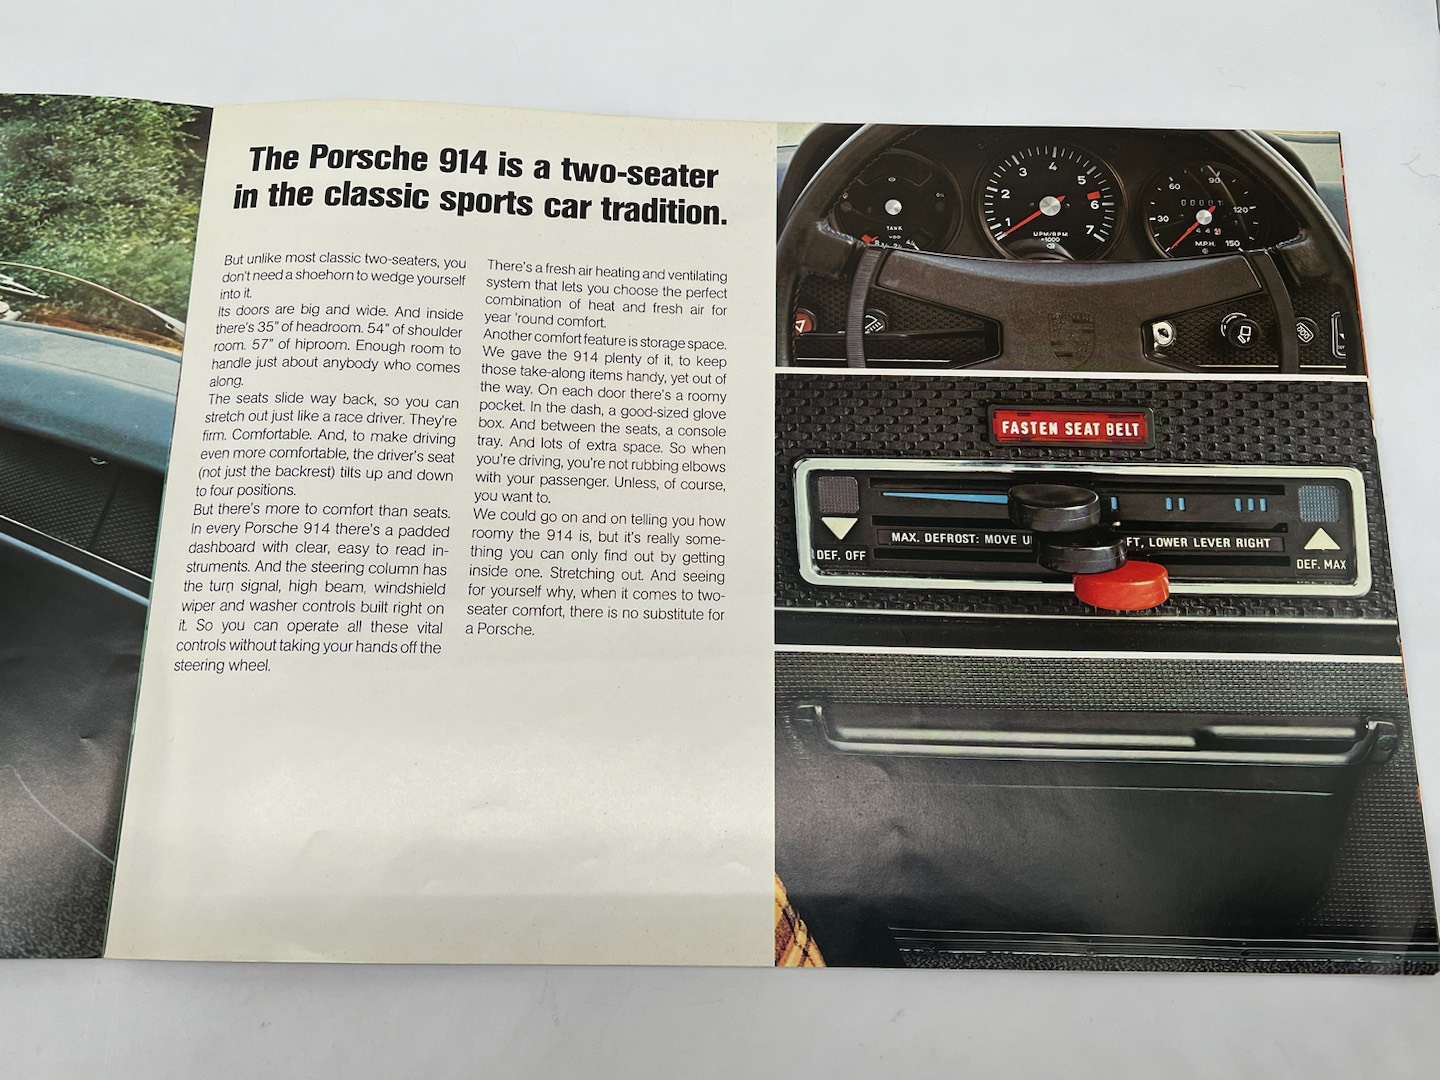 The Porsche 914 is a two-seater
in the classic sports car tradition.
But unlike most classic two-seaters, you
don't need a shoehorn to wedge yourself
into it.
Its doors are big and wide. And inside
there's 35" of headroom. 54" of shoulder
room. 57" of hiproom. Enough room to
handle just about anybody who comes
along.
The seats slide way back, so you can
stretch out just like a race driver. They're
firm. Comfortable. And, to make driving
even more comfortable, the driver's seat
(not just the backrest) tilts up and down
to four positions.
But there's more to comfort than seats.
In every Porsche 914 there's a padded
dashboard with clear, easy to read in-
struments. And the steering column has
the turn signal, high beam, windshield
wiper and washer controls built right on
it. So you can operate all these vital
controls without taking your hands off the
steering wheel.
There's a fresh air heating and ventilating
system that lets you choose the perfect
combination of heat and fresh air for
year 'round comfort.
Another comfort feature is storage space.
We gave the 914 plenty of it, to keep
those take-along items handy, yet out of
the way. On each door there's a roomy
pocket. In the dash, a good-sized glove
box. And between the seats, a console
tray. And lots of extra space. So when
you're driving, you're not rubbing elbows
with your passenger. Unless, of course,
you want to.
We could go on and on telling you how
roomy the 914 is, but it's really some-
thing you can only find out by getting
inside one. Stretching out. And seeing
for yourself why, when it comes to two-
seater comfort, there is no substitute for
a Porsche.
TANK
VDO
1 2 3 4 5 6 7
UPM/RPM
×1000
30 60 90 120 150
M.P.H.
FASTEN SEAT BELT
MAX. DEFROST: MOVE U FT, LOWER LEVER RIGHT
DEF. OFF
DEF. MAX